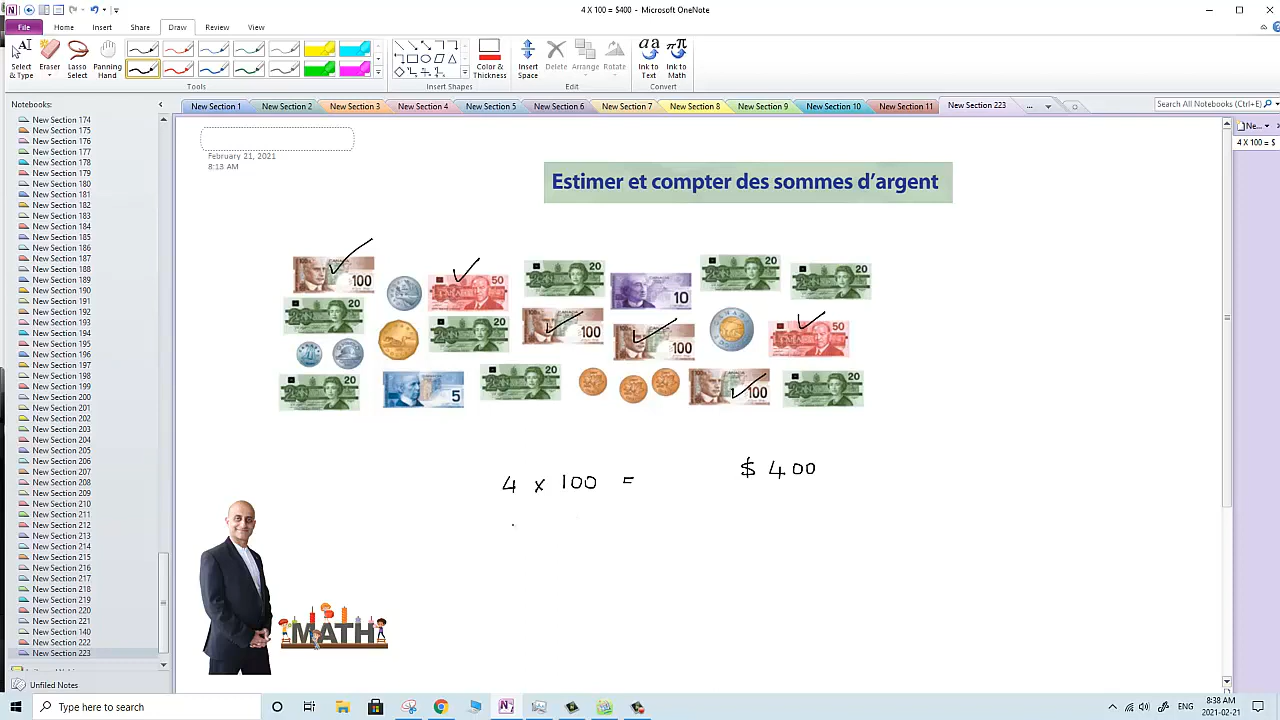 4 X 100 = $400 - Microsoft OneNote
File Home Insert Share Draw Review View
Select & Type Eraser Lasso Select Panning Hand Color & Thickness Insert Space Delete Arrange Rotate Ink to Text Ink to Math
Tools Insert Shapes Edit Convert
Notebooks:
New Section 1 New Section 2 New Section 3 New Section 4 New Section 5 New Section 6 New Section 7 New Section 8 New Section 9 New Section 10 New Section 11 New Section 223 ... Search All Notebooks (Ctrl+E)
Ne...
4 X 100 = $
New Section 174
New Section 175
New Section 176
New Section 177
New Section 178
New Section 179
New Section 180
New Section 181
New Section 182
New Section 183
New Section 184
New Section 185
New Section 186
New Section 187
New Section 188
New Section 189
New Section 190
New Section 191
New Section 192
New Section 193
New Section 194
New Section 195
New Section 196
New Section 197
New Section 198
New Section 199
New Section 200
New Section 201
New Section 202
New Section 203
New Section 204
New Section 205
New Section 206
New Section 207
New Section 208
New Section 209
New Section 210
New Section 211
New Section 212
New Section 213
New Section 214
New Section 215
New Section 216
New Section 217
New Section 218
New Section 219
New Section 220
New Section 221
New Section 140
New Section 222
New Section 223
Unfiled Notes
February 21, 2021
8:13 AM
Estimer et compter des sommes d'argent
100 50 20 10 20 20
20 20 100 100 50
20 5 20 100 20
4 x 100 = $ 400
MATH
Type here to search
ENG
8:38 AM
2021-02-21